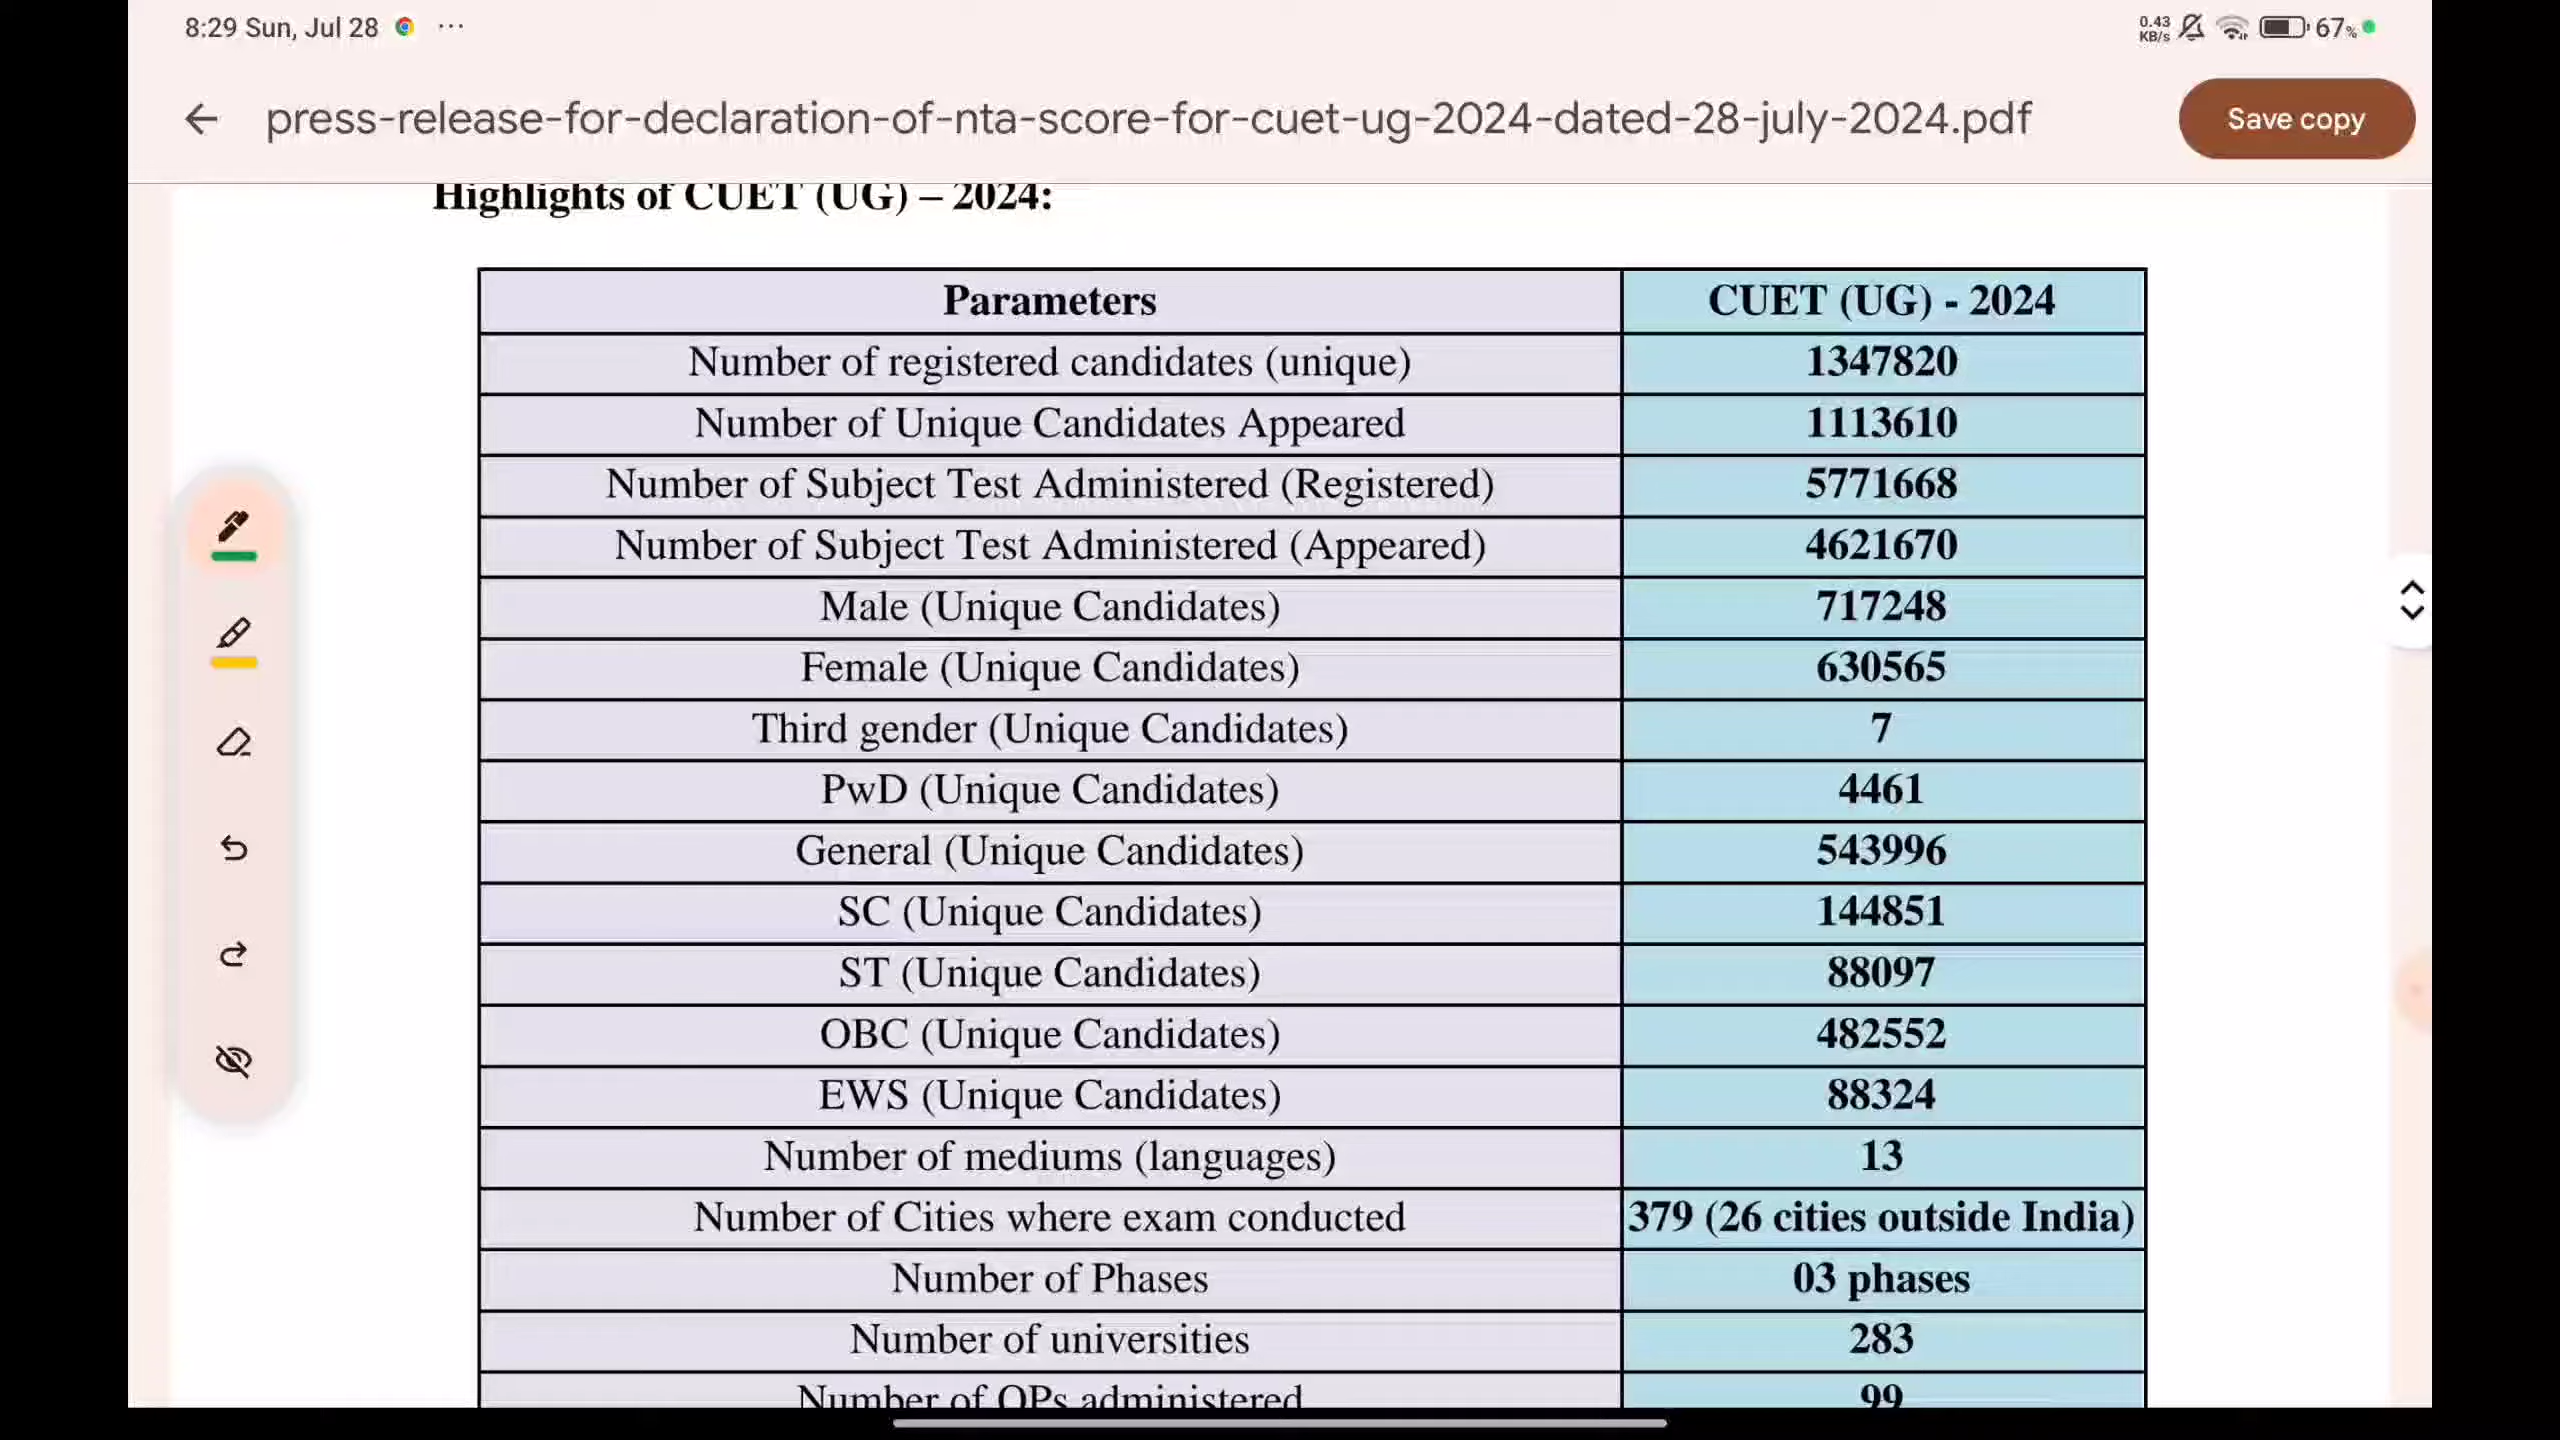 8:29 Sun, Jul 28 ...
0.43
KB/s
67%
press-release-for-declaration-of-nta-score-for-cuet-ug-2024-dated-28-july-2024.pdf
Save copy
Highlights of CUET (UG) – 2024:
Parameters CUET (UG) - 2024
Number of registered candidates (unique) 1347820
Number of Unique Candidates Appeared 1113610
Number of Subject Test Administered (Registered) 5771668
Number of Subject Test Administered (Appeared) 4621670
Male (Unique Candidates) 717248
Female (Unique Candidates) 630565
Third gender (Unique Candidates) 7
PwD (Unique Candidates) 4461
General (Unique Candidates) 543996
SC (Unique Candidates) 144851
ST (Unique Candidates) 88097
OBC (Unique Candidates) 482552
EWS (Unique Candidates) 88324
Number of mediums (languages) 13
Number of Cities where exam conducted 379 (26 cities outside India)
Number of Phases 03 phases
Number of universities 283
Number of QPs administered 99